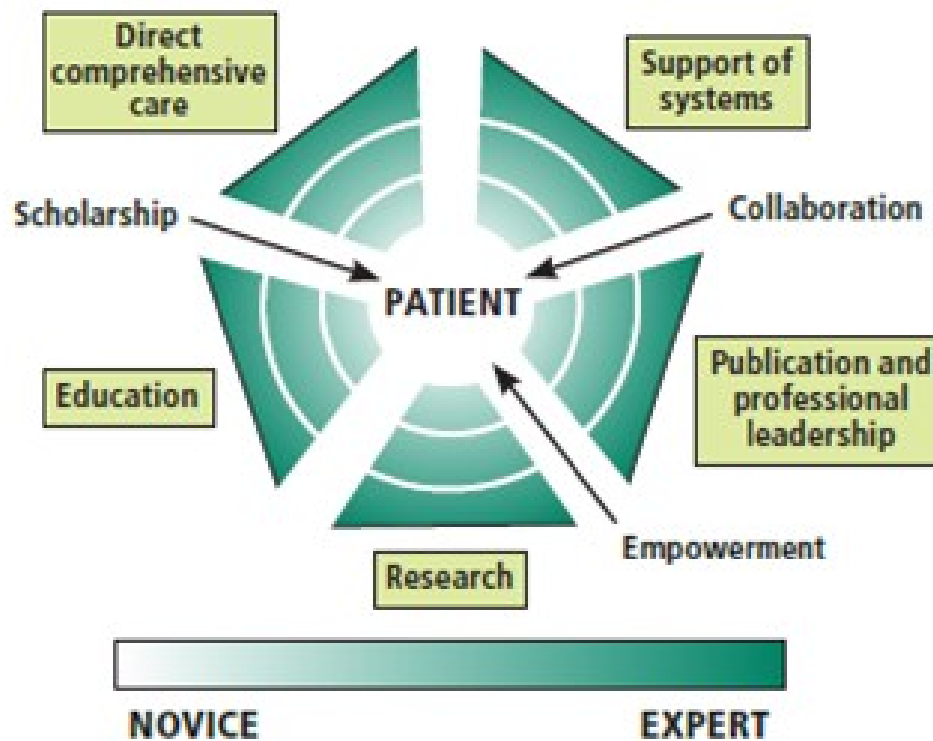 Direct
comprehensive
care
Support of
systems
Scholarship
Collaboration
PATIENT
Education
Publication and
professional
leadership
Empowerment
Research
NOVICE
EXPERT